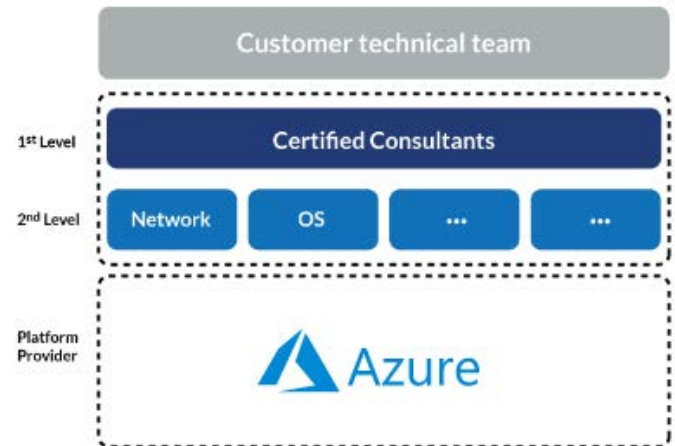 Customer technical team
1st Level
Certified Consultants
2nd Level
Network
OS
...
...
Platform
Provider
Azure